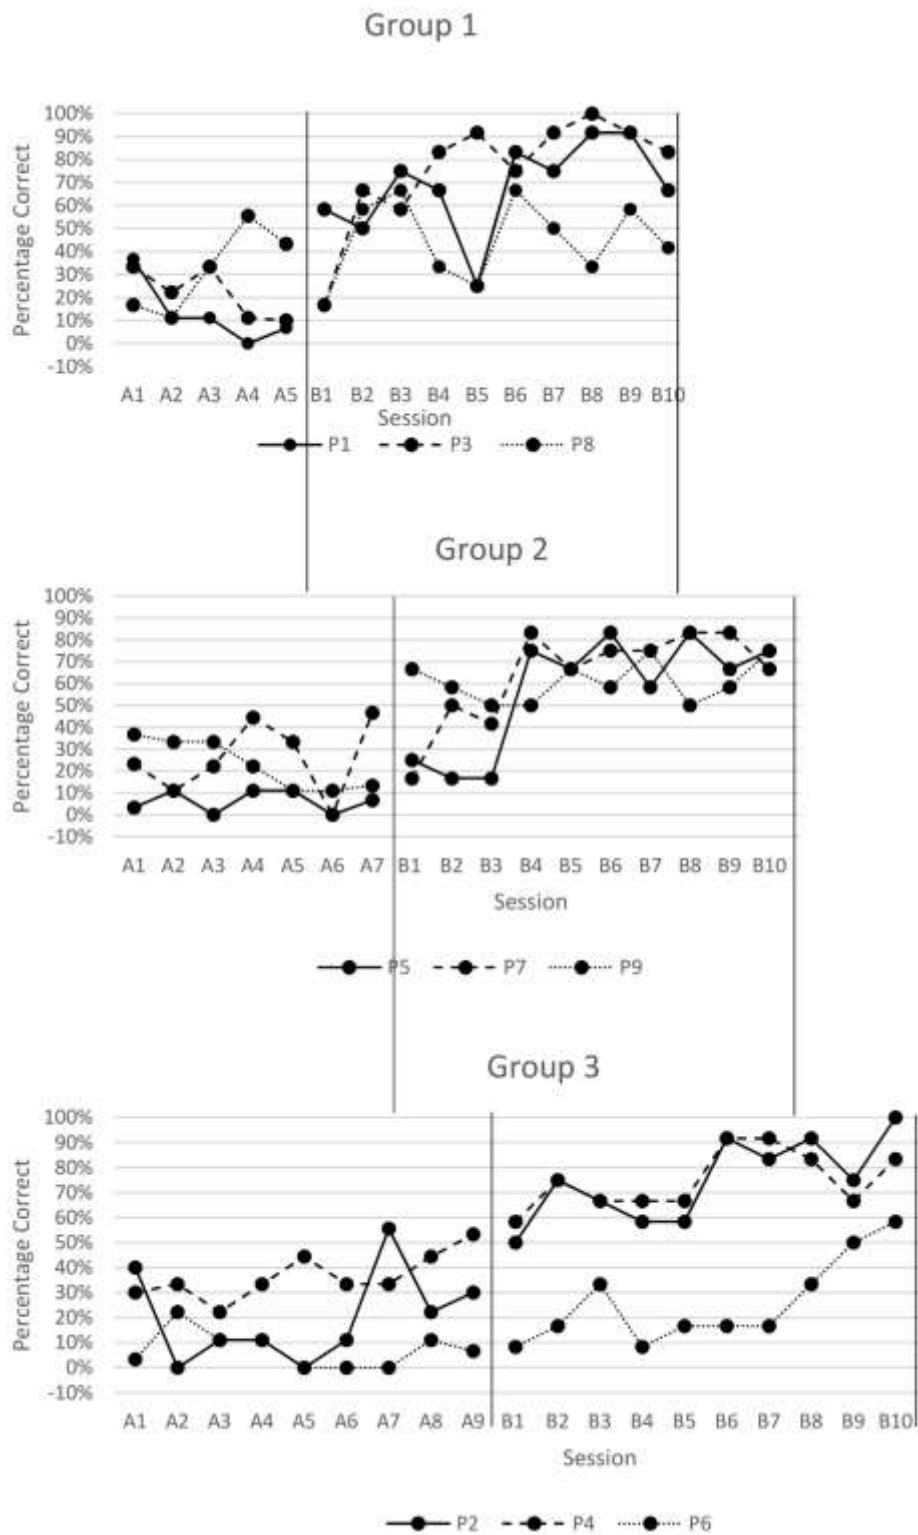 Group 1
Percentage Correct
100%
90%
80%
70%
60%
50%
40%
30%
20%
10%
0%
-10%
A1 A2 A3 A4 A5 B1 B2 B3 B4 B5 B6 B7 B8 B9 B10
Session
P1 P3 P8
Group 2
Percentage Correct
100%
90%
80%
70%
60%
50%
40%
30%
20%
10%
0%
-10%
A1 A2 A3 A4 A5 A6 A7 B1 B2 B3 B4 B5 B6 B7 B8 B9 B10
Session
P5 P7 P9
Group 3
Percentage Correct
100%
90%
80%
70%
60%
50%
40%
30%
20%
10%
0%
-10%
A1 A2 A3 A4 A5 A6 A7 A8 A9 B1 B2 B3 B4 B5 B6 B7 B8 B9 B10
Session
P2 P4 P6